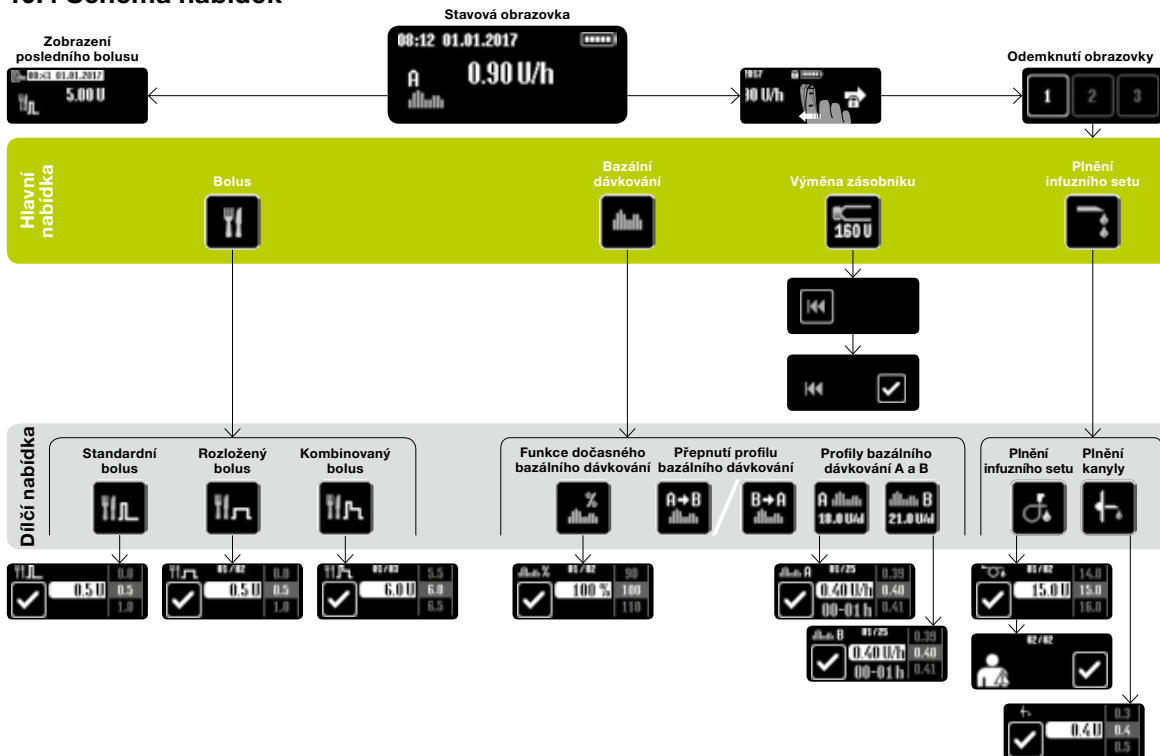 Stavová obrazovka
Zobrazení
posledního bolusu
01.01.2017
5.00 U
08:12 01.01.2017
A
0.90 U/h
Odemknutí obrazovky
1 2 3
Hlavní
nabídka
Bolus
Bazální
dávkování
Výměna zásobníku
160 U
Plnění
infuzního setu
Dílčí nabídka
Standardní
bolus
Rozložený
bolus
Kombinovaný
bolus
Funkce dočasného
bazálního dávkování
%
Přepnutí profilu
bazálního dávkování
A→B
B→A
Profily bazálního
dávkování A a B
A
18.0 U/d
B
21.0 U/d
Plnění
infuzního setu
Plnění
kanyly
0.5 U
0.0
0.5
1.0
01/02
0.5 U
0.0
0.5
1.0
01/03
6.0 U
5.5
6.0
6.5
%
01/02
100 %
90
100
110
A
01/25
0.40 U/h
00-01 h
0.39
0.40
0.41
B
01/25
0.40 U/h
00-01 h
0.39
0.40
0.41
01/02
15.0 U
14.0
15.0
16.0
02/02
0.4 U
0.3
0.4
0.5